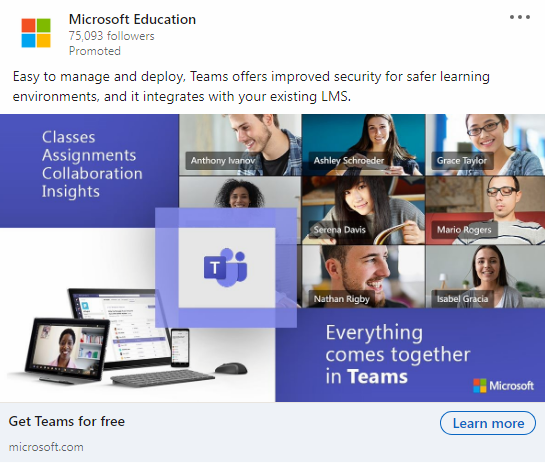 Microsoft Education
75,093 followers
Promoted
Easy to manage and deploy, Teams offers improved security for safer learning
environments, and it integrates with your existing LMS.
Classes
Assignments
Collaboration
Insights
Anthony Ivanov
Ashley Schroeder
Grace Taylor
Serena Davis
Mario Rogers
T
Nathan Rigby
Isabel Gracia
Everything
comes together
in Teams
Microsoft
Get Teams for free
Learn more
microsoft.com